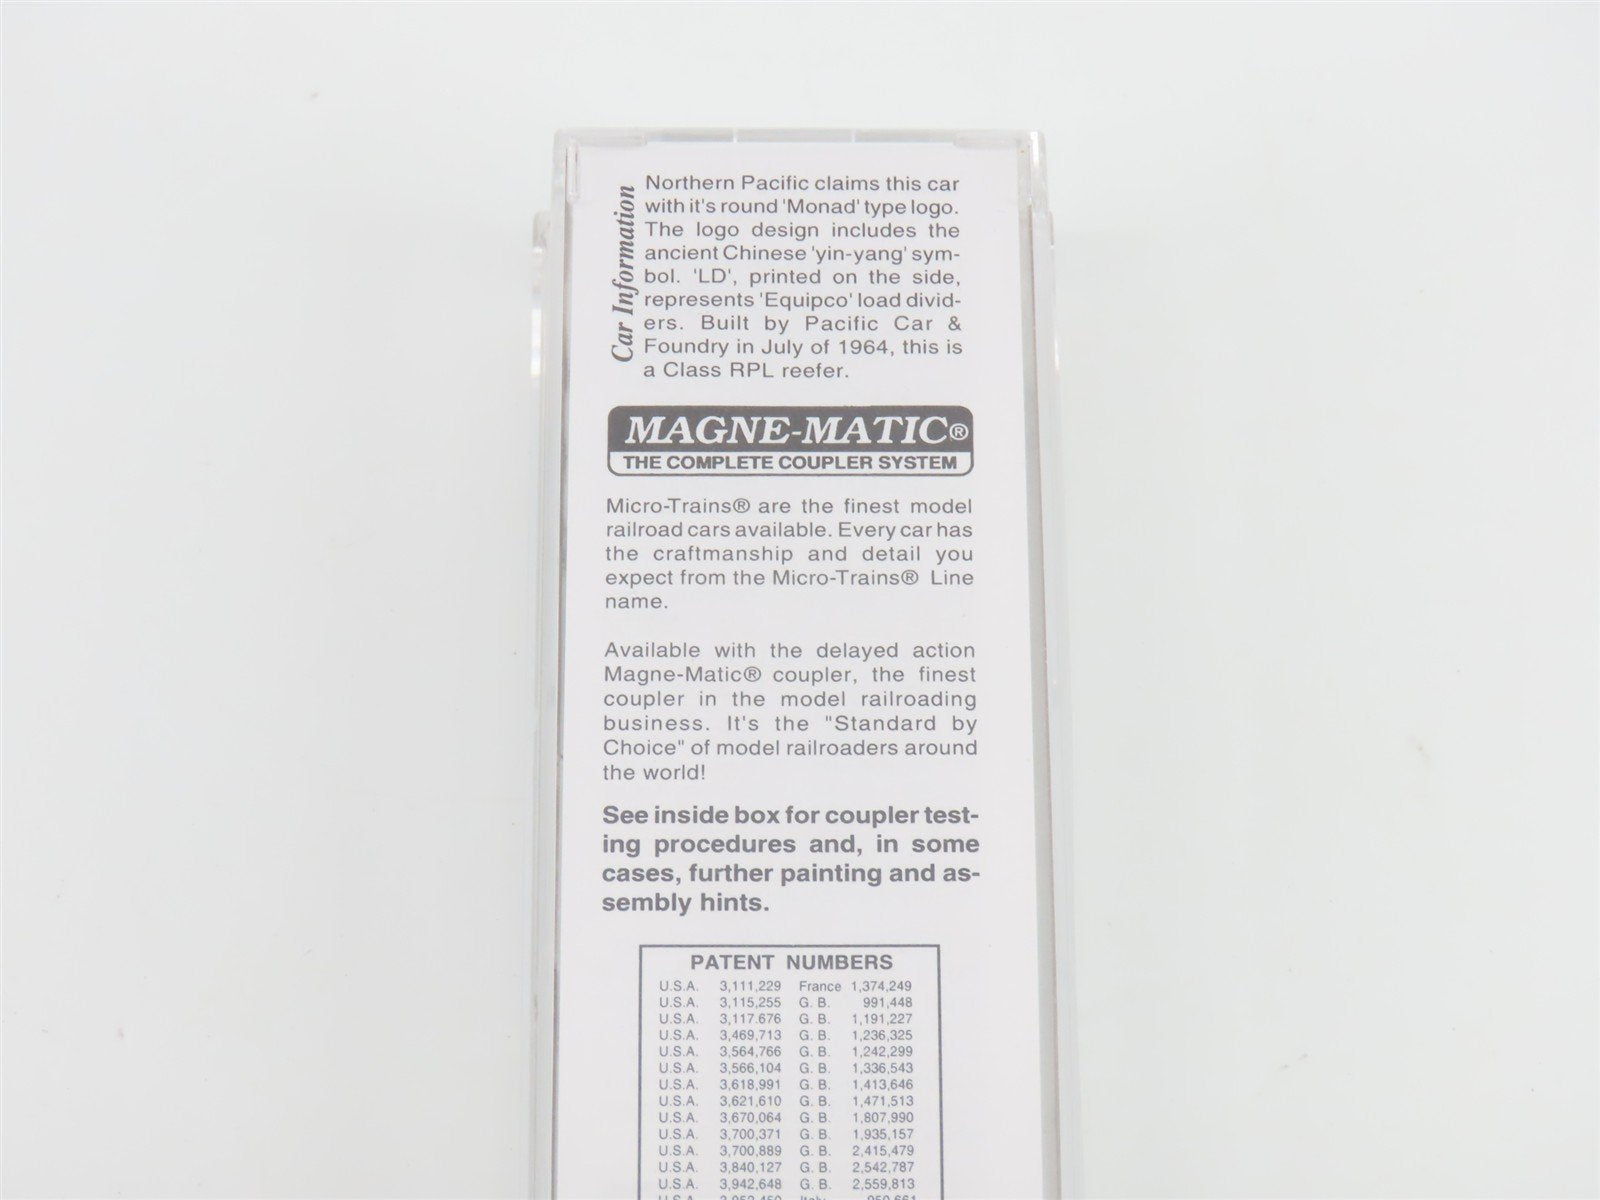 Car Information
Northern Pacific claims this car
with it's round 'Monad' type logo.
The logo design includes the
ancient Chinese 'yin-yang' sym-
bol. 'LD', printed on the side,
represents 'Equipco' load divid-
ers. Built by Pacific Car &
Foundry in July of 1964, this is
a Class RPL reefer.
MAGNE-MATIC®
THE COMPLETE COUPLER SYSTEM
Micro-Trains® are the finest model
railroad cars available. Every car has
the craftmanship and detail you
expect from the Micro-Trains® Line
name.
Available with the delayed action
Magne-Matic® coupler, the finest
coupler in the model railroading
business. It's the "Standard by
Choice" of model railroaders around
the world!
See inside box for coupler test-
ing procedures and, in some
cases, further painting and as-
sembly hints.
PATENT NUMBERS
U.S.A. 3,111,229 France 1,374,249
U.S.A. 3,115,255 G. B. 991,448
U.S.A. 3,117.676 G. B. 1,191,227
U.S.A. 3,469,713 G. B. 1,236,325
U.S.A. 3,564,766 G. B. 1,242,299
U.S.A. 3,566,104 G. B. 1,336,543
U.S.A. 3,618,991 G. B. 1,413,646
U.S.A. 3,621,610 G. B. 1,471,513
U.S.A. 3,670,064 G. B. 1,807,990
U.S.A. 3,700,371 G. B. 1,935,157
U.S.A. 3,700,889 G. B. 2,415,479
U.S.A. 3,840,127 G. B. 2,542,787
U.S.A. 3,942,648 G. B. 2,559,813
U.S.A. Italy